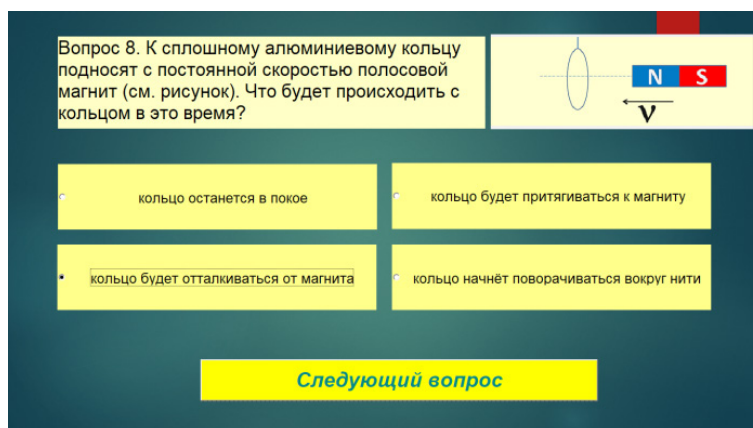 Вопрос 8. К сплошному алюминиевому кольцу
подносят с постоянной скоростью полосовой
магнит (см. рисунок). Что будет происходить с
кольцом в это время?
N S
v
кольцо останется в покое
кольцо будет притягиваться к магниту
кольцо будет отталкиваться от магнита
кольцо начнёт поворачиваться вокруг нити
Следующий вопрос